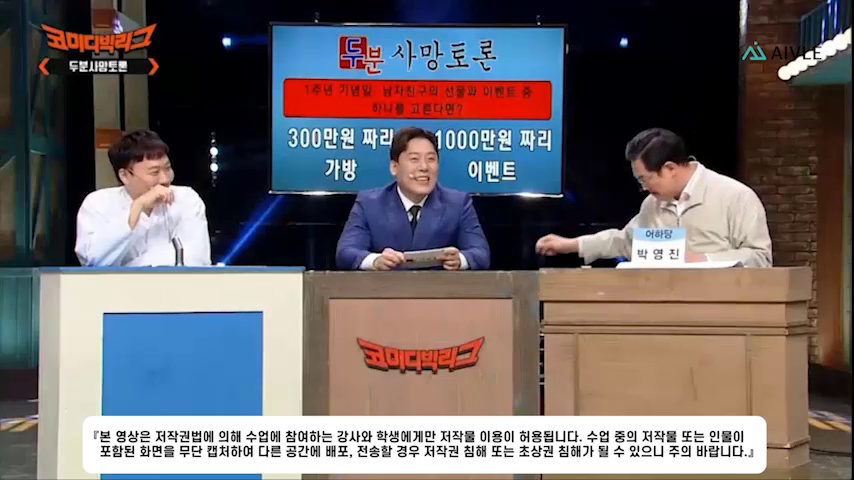 코미디빅리그
두분사망토론
AIVLE
두분 사망토론
1주년 기념일 남자친구의 선물과 이벤트 중
하나를 고른다면?
300만원 짜리
가방
1000만원 짜리
이벤트
어하당
박영진
코미디빅리그
『본 영상은 저작권법에 의해 수업에 참여하는 강사와 학생에게만 저작물 이용이 허용됩니다. 수업 중의 저작물 또는 인물이
포함된 화면을 무단 캡처하여 다른 공간에 배포, 전송할 경우 저작권 침해 또는 초상권 침해가 될 수 있으니 주의 바랍니다.』